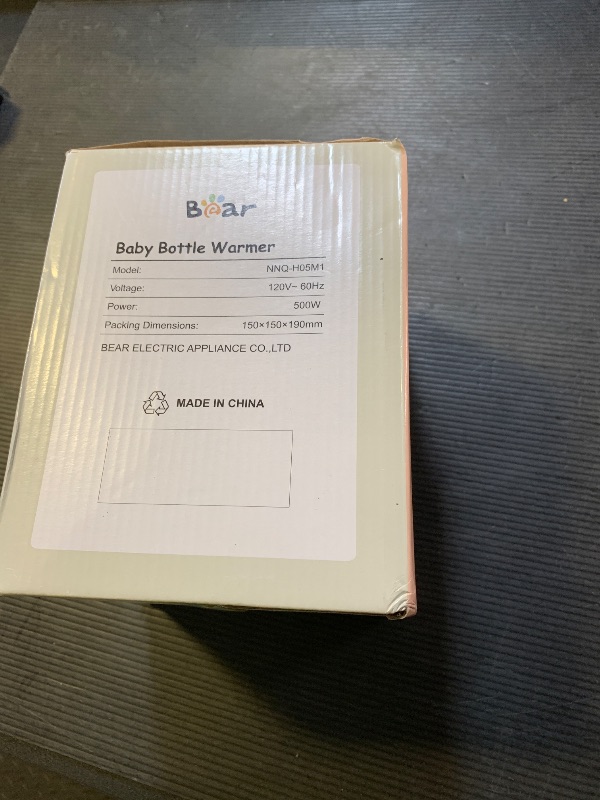 Bear
Baby Bottle Warmer
Model: NNQ-H05M1
Voltage: 120V~ 60Hz
Power: 500W
Packing Dimensions: 150×150×190mm
BEAR ELECTRIC APPLIANCE CO.,LTD
MADE IN CHINA